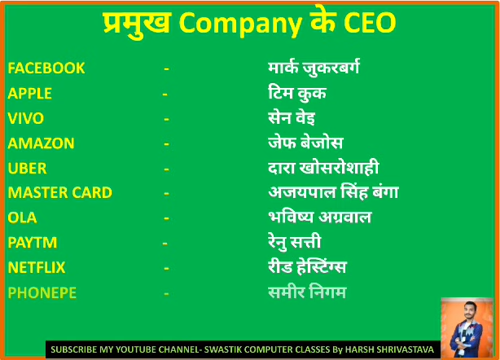 प्रमुख Company के CEO
FACEBOOK - मार्क जुकरबर्ग
APPLE - टिम कुक
VIVO - सेन वेइ
AMAZON - जेफ बेजोस
UBER - दारा खोसरोशाही
MASTER CARD - अजयपाल सिंह बंगा
OLA - भविष्य अग्रवाल
PAYTM - रेनु सत्ती
NETFLIX - रीड हेस्टिंग्स
PHONEPE - समीर निगम
SUBSCRIBE MY YOUTUBE CHANNEL- SWASTIK COMPUTER CLASSES By HARSH SHRIVASTAVA